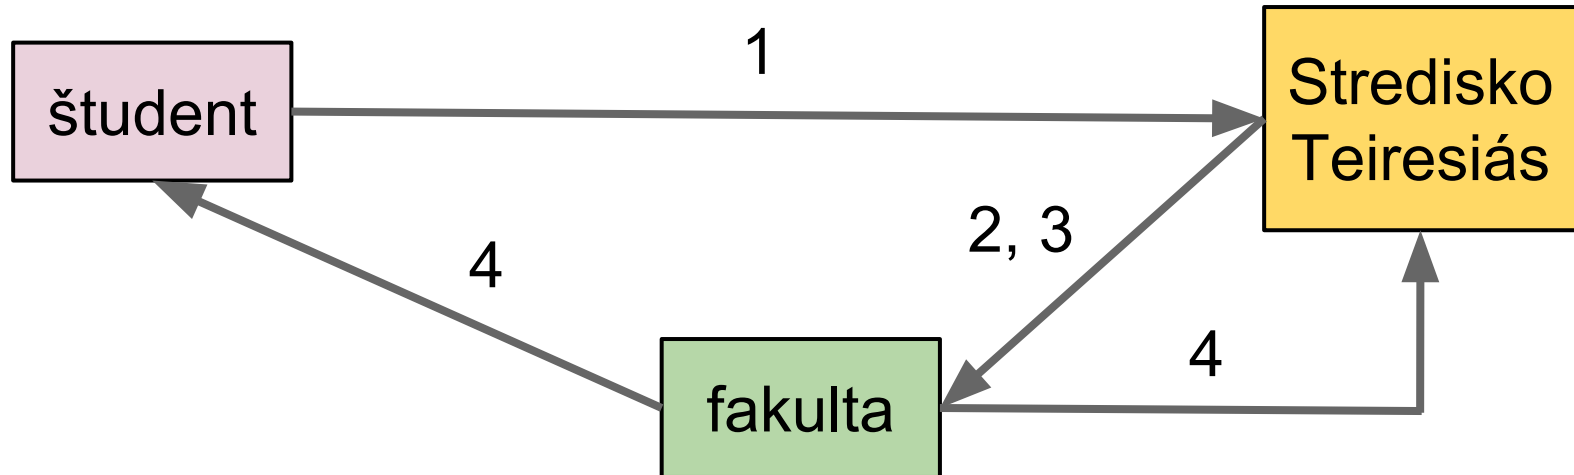 1
študent
Stredisko
Teiresiás
2, 3
4
4
fakulta